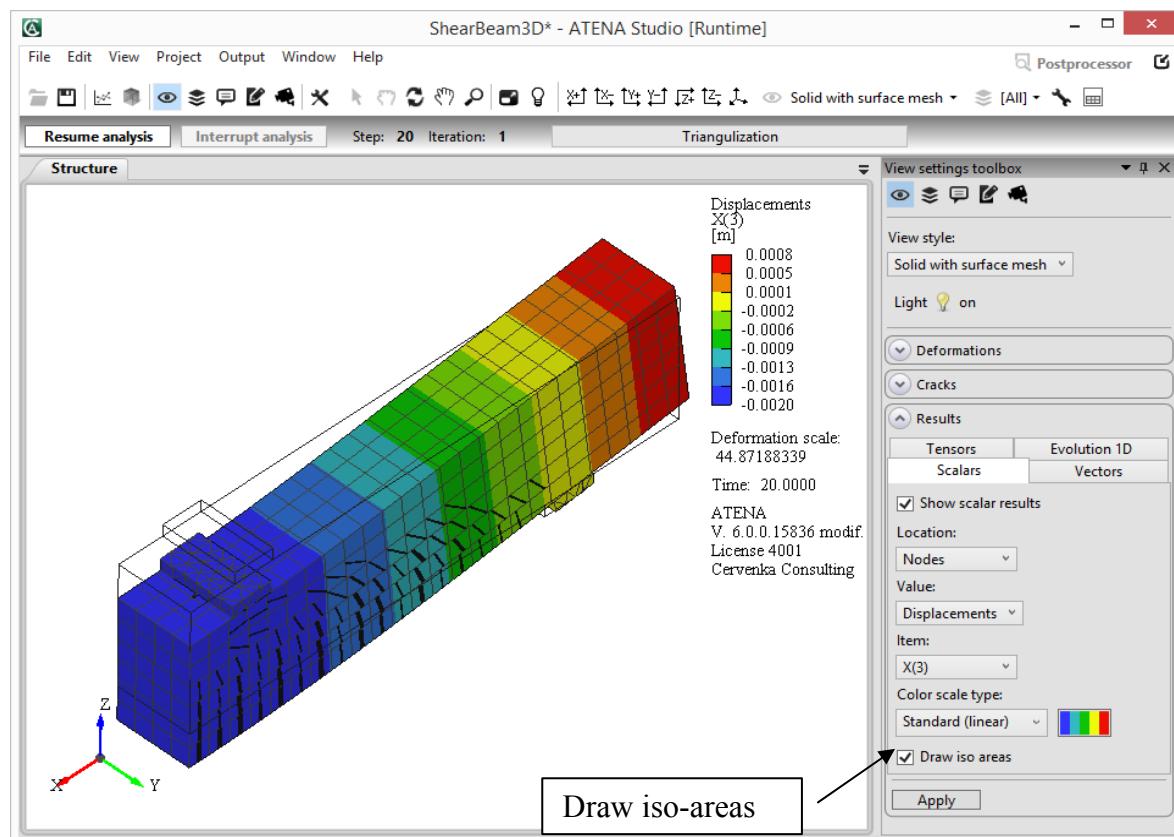 ShearBeam3D* - ATENA Studio [Runtime]
File Edit View Project Output Window Help
Postprocessor
X+ X- Y+ Y- Z+ Z- Solid with surface mesh [All]
Resume analysis Interrupt analysis Step: 20 Iteration: 1 Triangulization
Structure
View settings toolbox
Displacements
X(3)
[m]
0.0008
0.0005
0.0001
-0.0002
-0.0006
-0.0009
-0.0013
-0.0016
-0.0020
Deformation scale:
44.87188339
Time: 20.0000
ATENA
V. 6.0.0.15836 modif.
License 4001
Cervenka Consulting
Z
X
Y
View style:
Solid with surface mesh
Light on
Deformations
Cracks
Results
Tensors Evolution 1D
Scalars Vectors
Show scalar results
Location:
Nodes
Value:
Displacements
Item:
X(3)
Color scale type:
Standard (linear)
Draw iso areas
Apply
Draw iso-areas